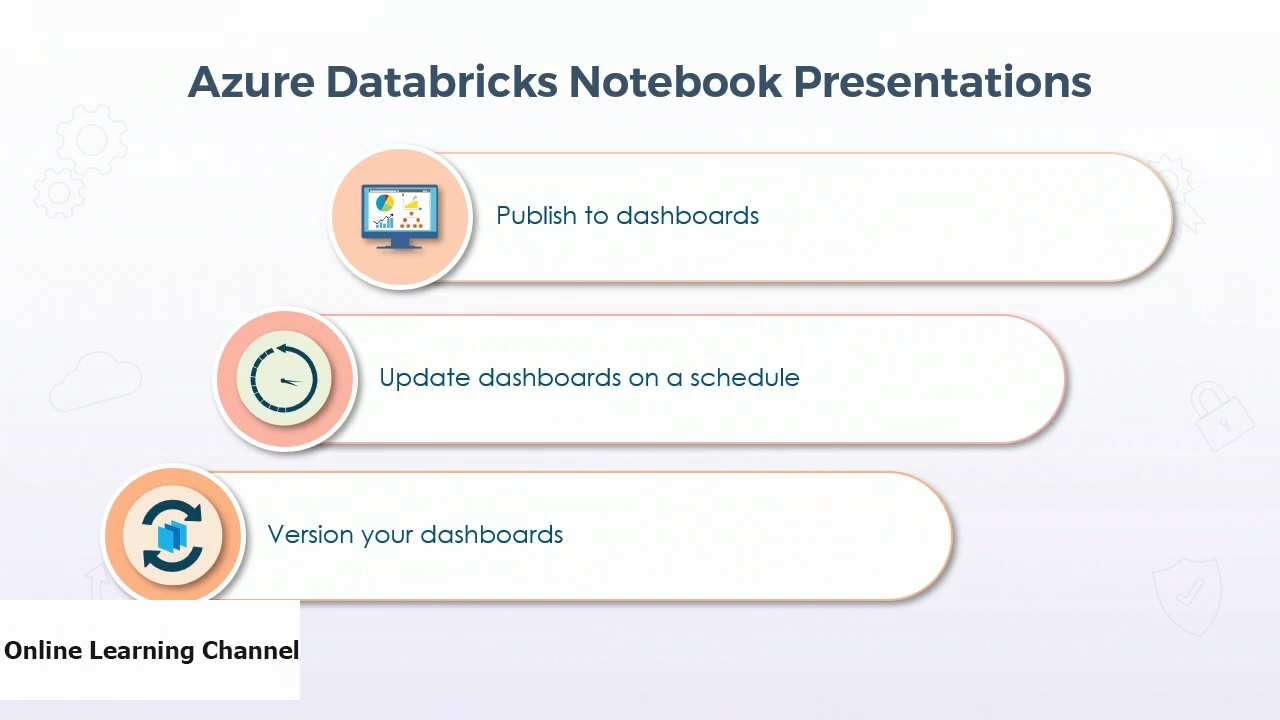 Azure Databricks Notebook Presentations
Publish to dashboards
Update dashboards on a schedule
Version your dashboards
Online Learning Channel